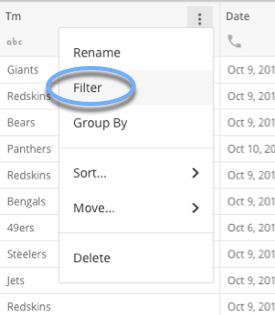 Tm Date
abc
Giants Oct 9, 201
Redskins Oct 9, 201
Bears Oct 9, 201
Panthers Oct 10, 20
Redskins Oct 9, 201
Bengals Oct 9, 201
49ers Oct 6, 201
Steelers Oct 9, 201
Jets Oct 9, 201
Redskins Oct 9, 201
Rename
Filter
Group By
Sort...
Move...
Delete